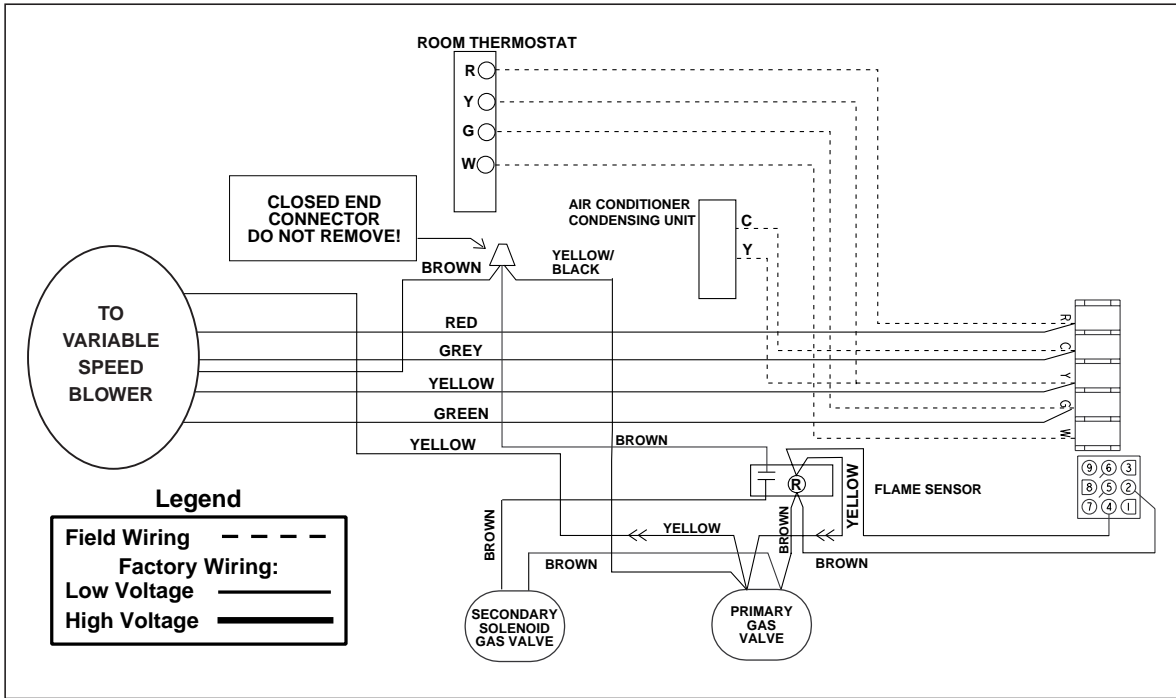 ROOM THERMOSTAT
R
Y
G
W
CLOSED END
CONNECTOR
DO NOT REMOVE!
AIR CONDITIONER
CONDENSING UNIT
C
Y
BROWN
YELLOW/
BLACK
TO
VARIABLE
SPEED
BLOWER
RED
GREY
YELLOW
GREEN
YELLOW
BROWN
R
C
Y
G
W
R
YELLOW
FLAME SENSOR
9 6 3
8 5 2
7 4 1
BROWN
YELLOW
BROWN
BROWN
BROWN
SECONDARY
SOLENOID
GAS VALVE
PRIMARY
GAS
VALVE
Legend
Field Wiring
Factory Wiring:
Low Voltage
High Voltage